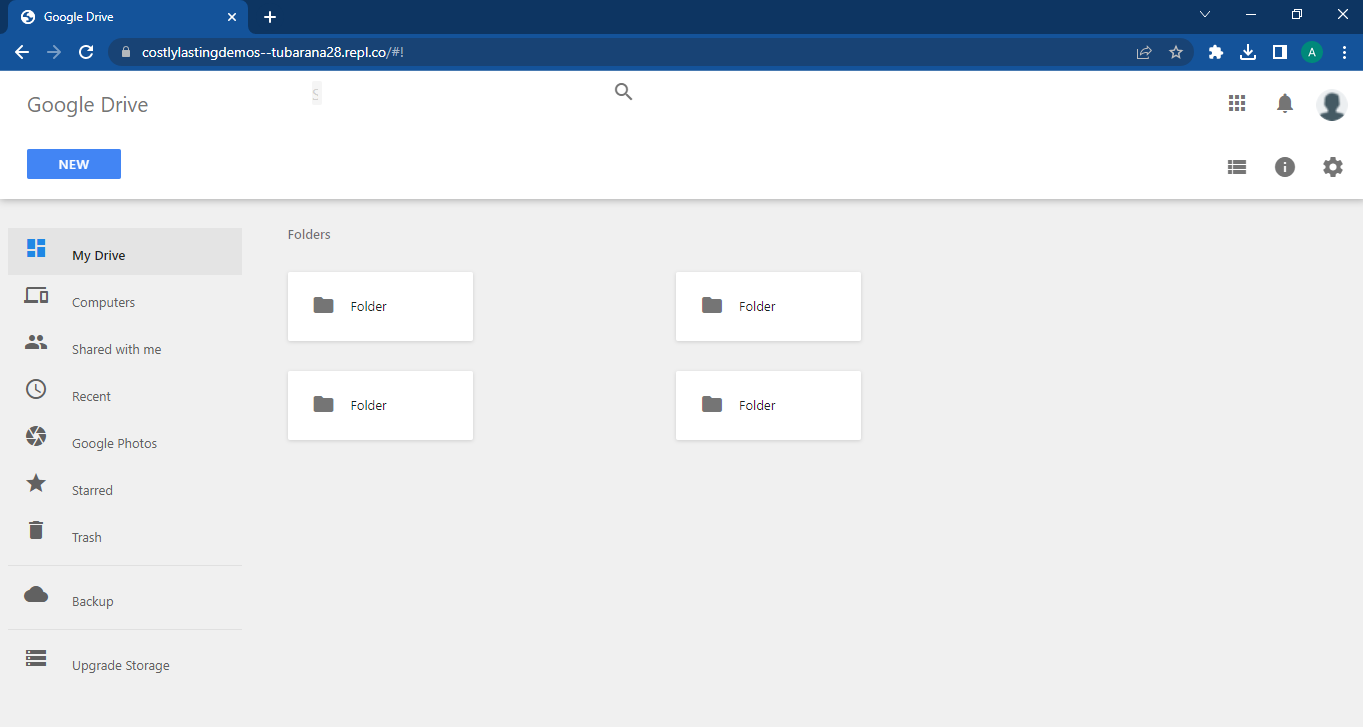 Google Drive
costlylastingdemos--tubarana28.repl.co/#!
A
Google Drive
S
NEW
My Drive
Computers
Shared with me
Recent
Google Photos
Starred
Trash
Backup
Upgrade Storage
Folders
Folder Folder
Folder Folder